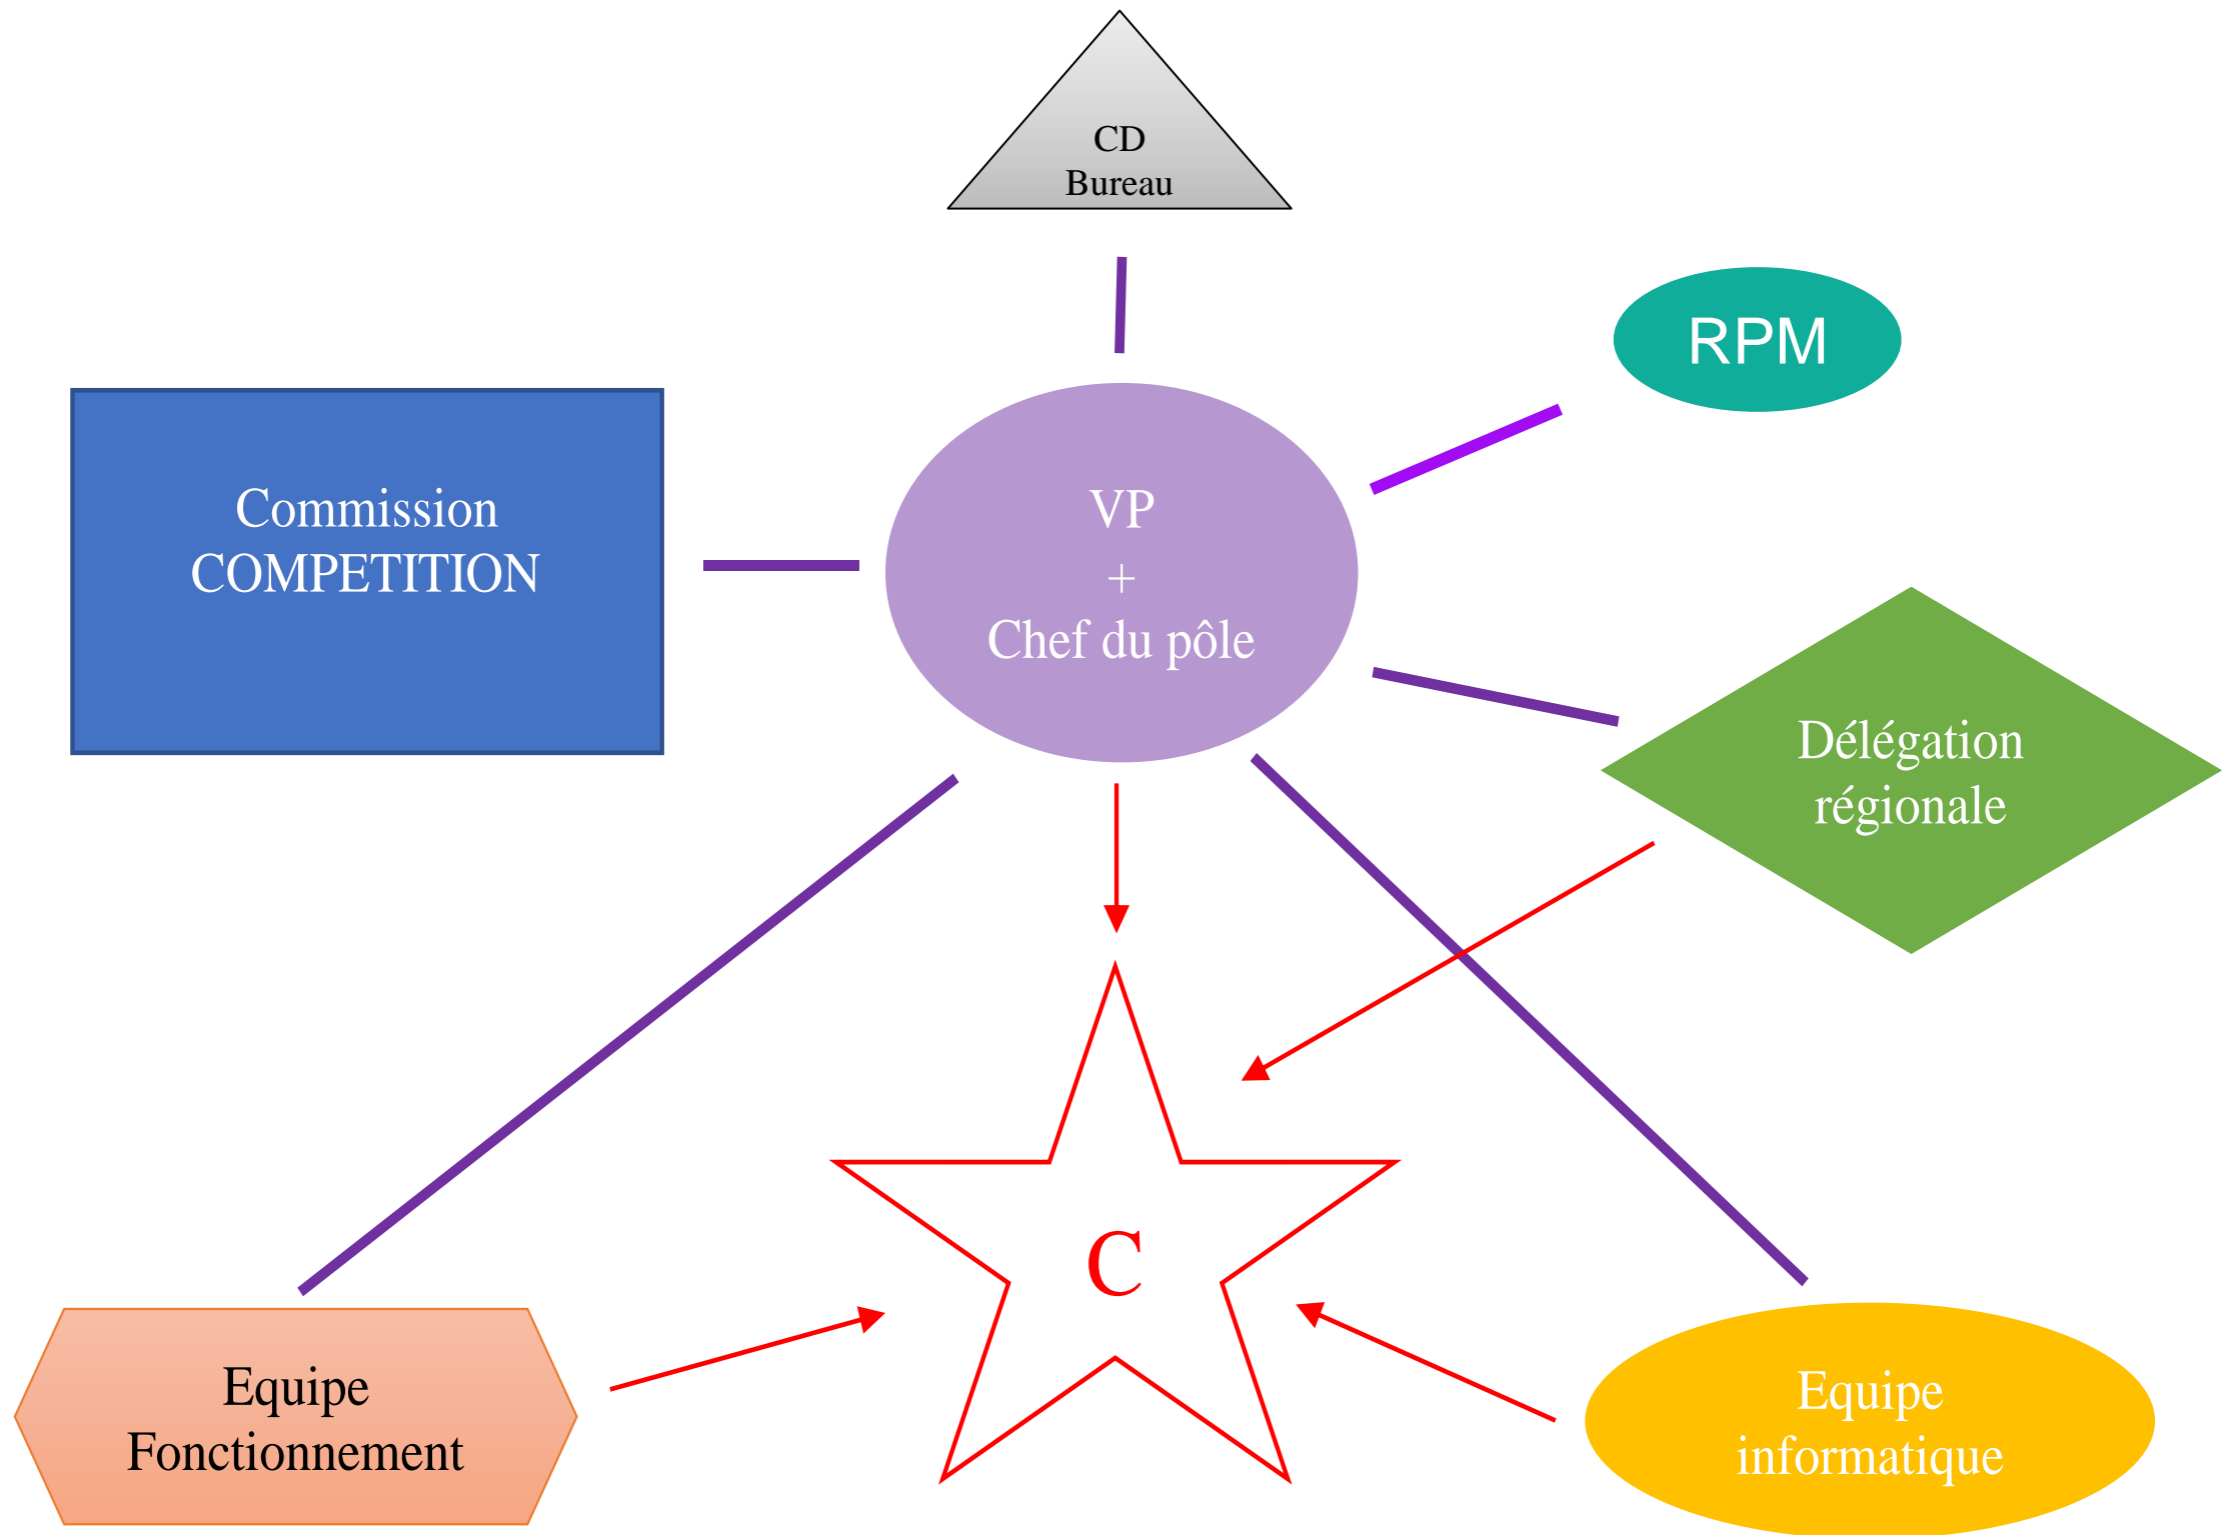 CD
Bureau
RPM
Commission
COMPETITION
VP
+
Chef du pôle
Délégation
régionale
C
Equipe
Fonctionnement
Equipe
informatique